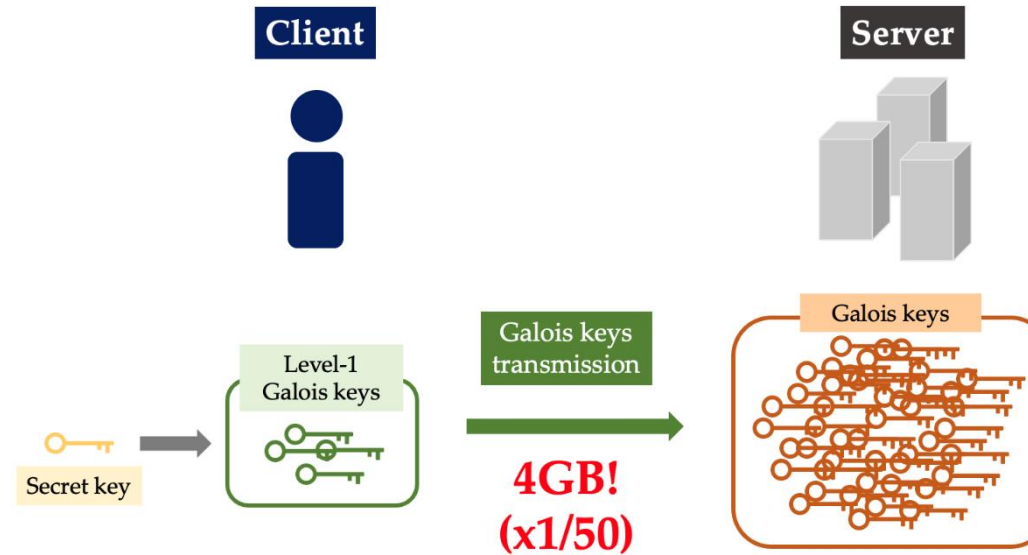 Client
Server
Secret key
Level-1
Galois keys
Galois keys
transmission
4GB!
(x1/50)
Galois keys